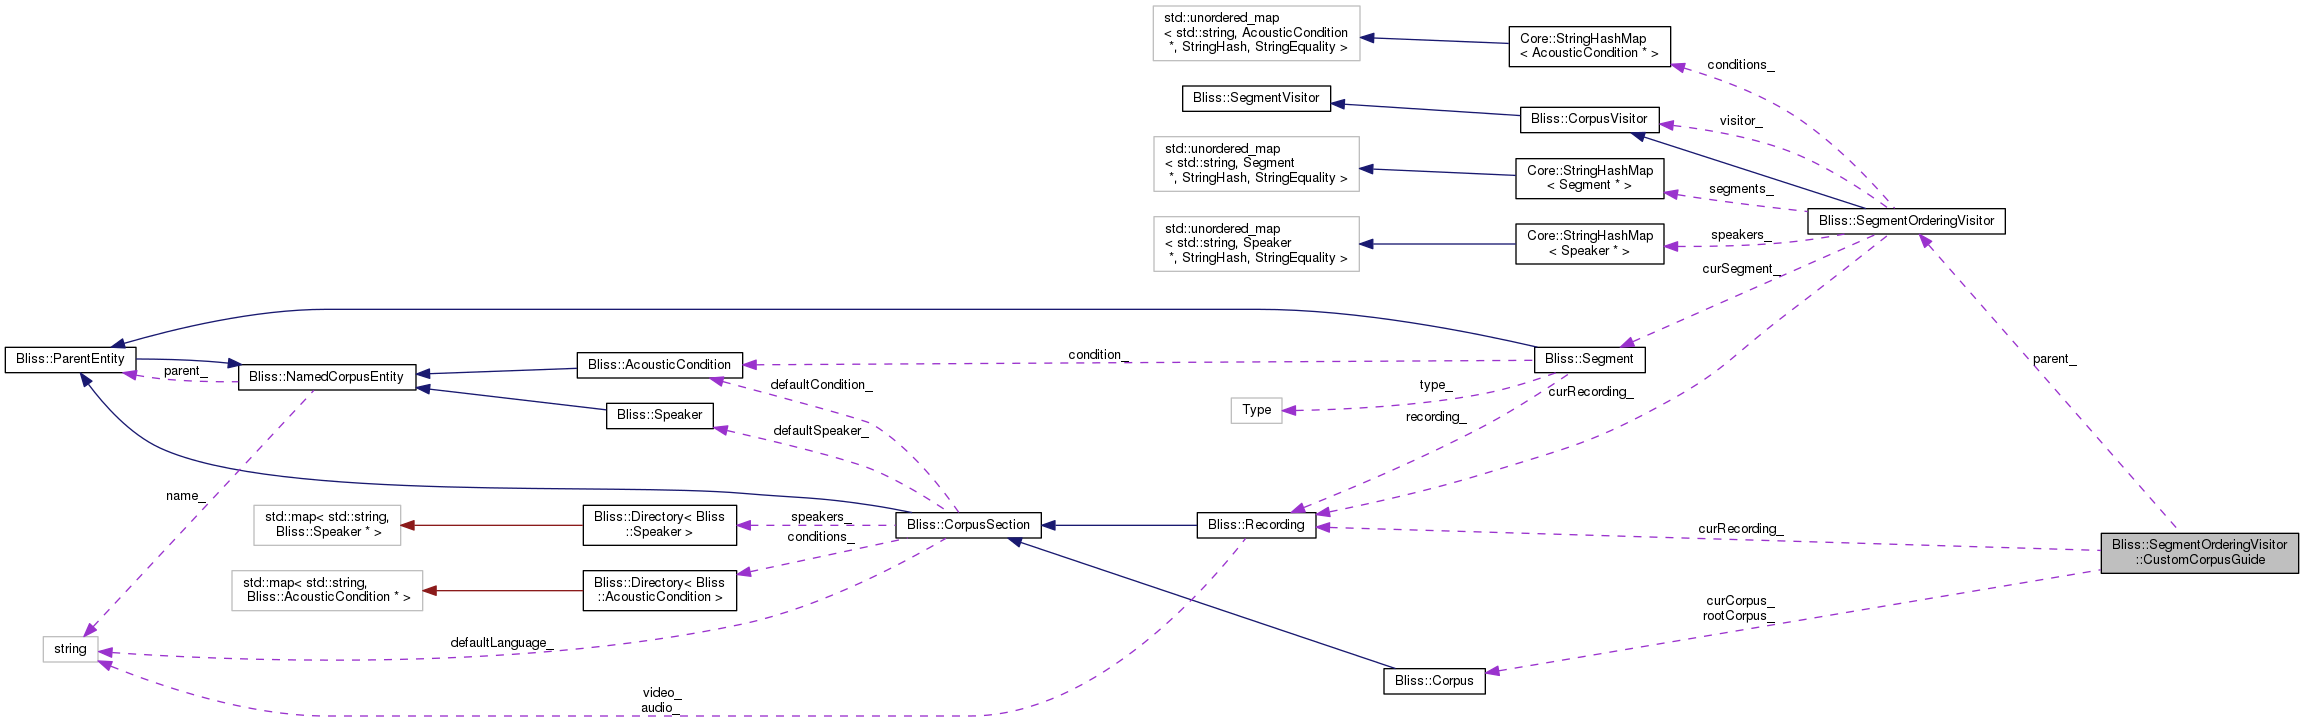 std::unordered_map
< std::string, AcousticCondition
*, StringHash, StringEquality >
Core::StringHashMap
< AcousticCondition * >
conditions_
Bliss::SegmentVisitor
Bliss::CorpusVisitor
visitor_
std::unordered_map
< std::string, Segment
*, StringHash, StringEquality >
Core::StringHashMap
< Segment * >
segments_
Bliss::SegmentOrderingVisitor
std::unordered_map
< std::string, Speaker
*, StringHash, StringEquality >
Core::StringHashMap
< Speaker * >
speakers_
curSegment_
Bliss::ParentEntity
parent_
Bliss::NamedCorpusEntity
Bliss::AcousticCondition
condition_
Bliss::Segment
parent_
defaultCondition_
type_
curRecording_
Bliss::Speaker
Type
recording_
defaultSpeaker_
name_
std::map< std::string,
Bliss::Speaker * >
Bliss::Directory< Bliss
::Speaker >
speakers_
conditions_
Bliss::CorpusSection
Bliss::Recording
curRecording_
Bliss::SegmentOrderingVisitor
::CustomCorpusGuide
std::map< std::string,
Bliss::AcousticCondition * >
Bliss::Directory< Bliss
::AcousticCondition >
curCorpus_
rootCorpus_
string
defaultLanguage_
Bliss::Corpus
video_
audio_